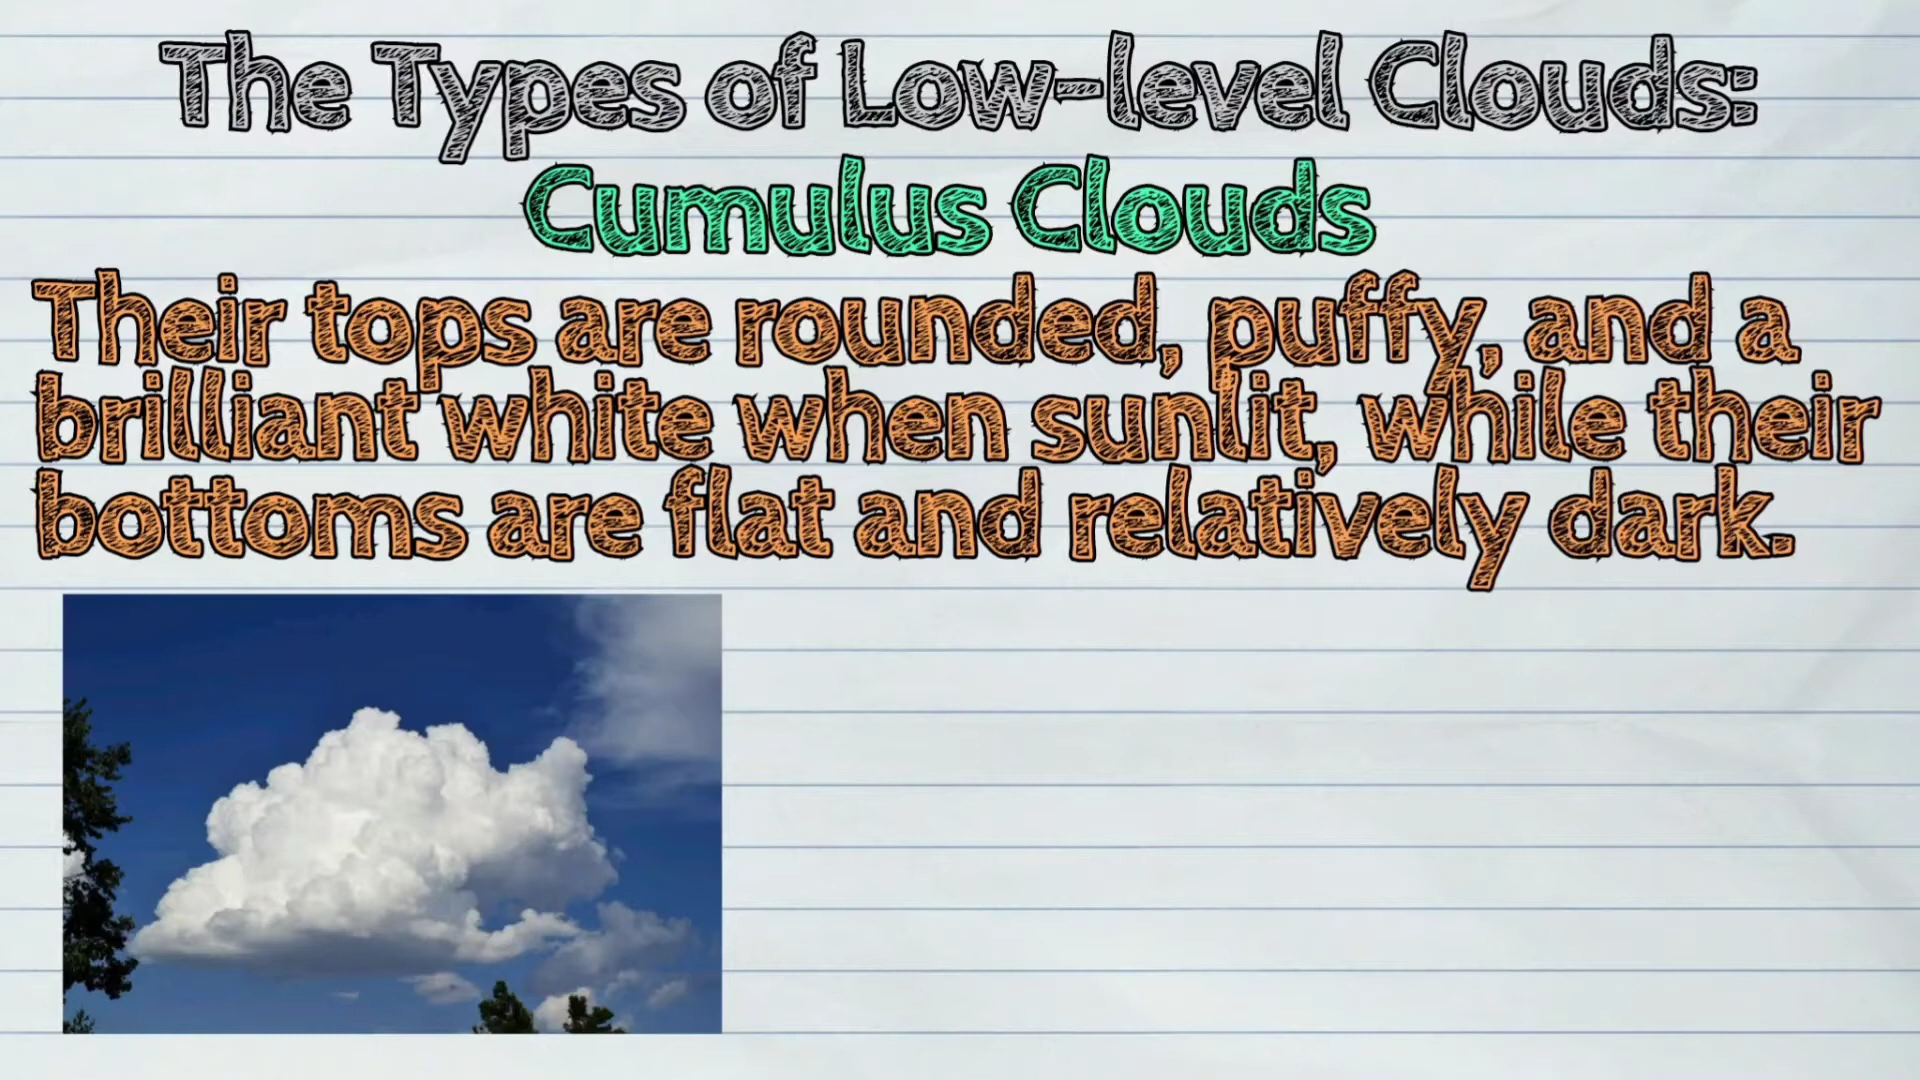 The Types of Low-level Clouds:
Cumulus Clouds
Their tops are rounded, puffy, and a
brilliant white when sunlit, while their
bottoms are flat and relatively dark.